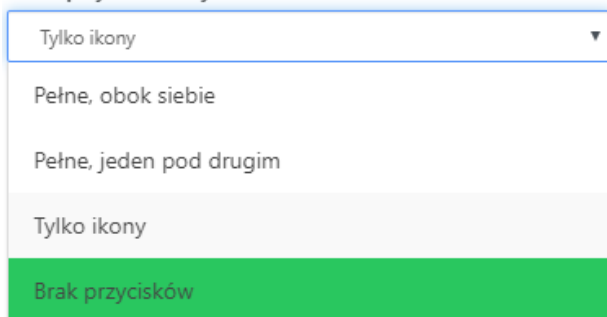 Tylko ikony
Pełne, obok siebie
Pełne, jeden pod drugim
Tylko ikony
Brak przycisków